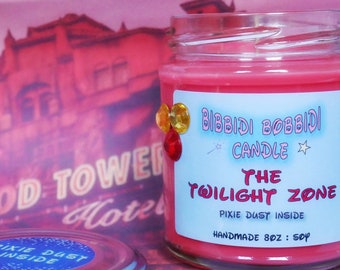 BIBBIDI BOBBIDI
CANDLE
THE
TWILIGHT ZONE
PIXIE DUST INSIDE
HANDMADE 8OZ : 50P
OD TOWER
Hotel
PIXIE DUST
INSIDE